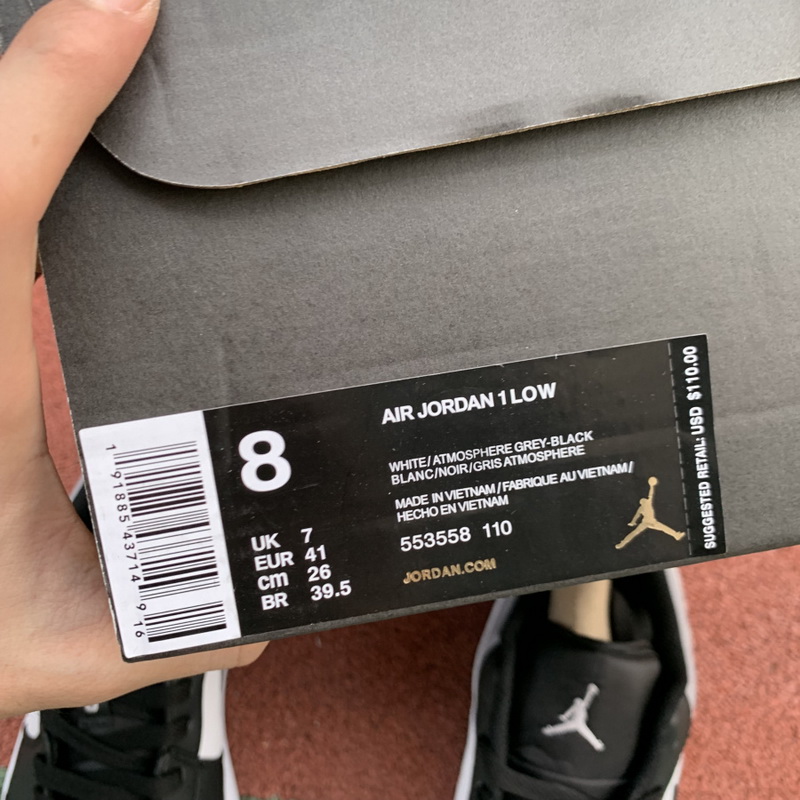 1 91885 43714 916
8
UK 7
EUR 41
cm 26
BR 39.5
AIR JORDAN 1 LOW
WHITE/ATMOSPHERE GREY-BLACK
BLANC/NOIR/GRIS ATMOSPHERE
MADE IN VIETNAM/FABRIQUE AU VIETNAM/
HECHO EN VIETNAM
553558 110
JORDAN.COM
SUGGESTED RETAIL: USD $110.00